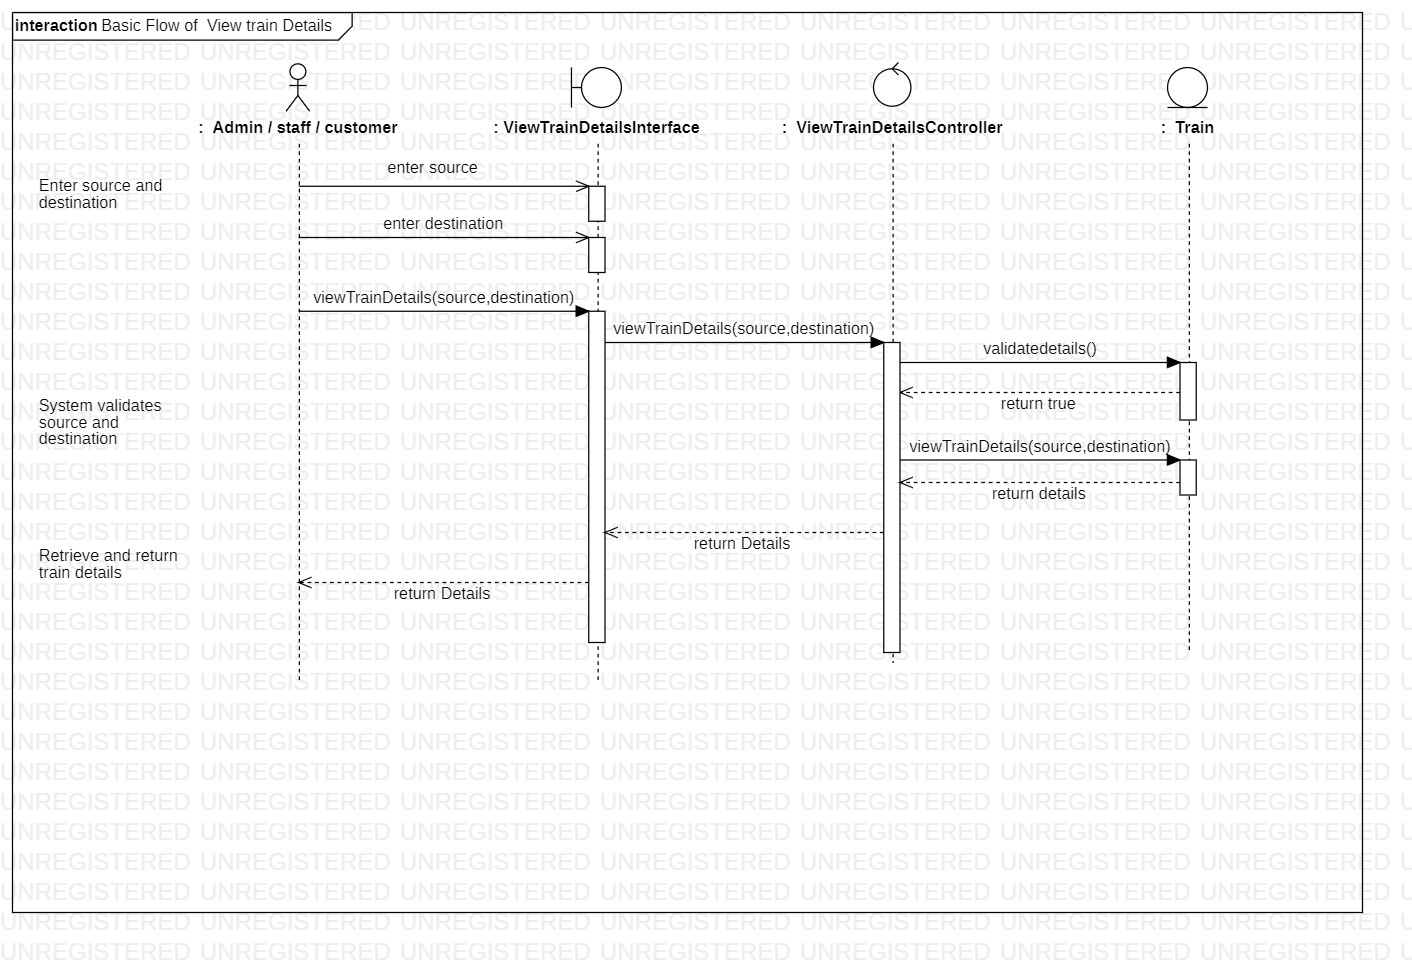 interaction Basic Flow of View train Details
: Admin / staff / customer
: ViewTrainDetailsInterface
: ViewTrainDetailsController
: Train
enter source
Enter source and
destination
enter destination
viewTrainDetails(source,destination)
viewTrainDetails(source,destination)
validatedetails()
return true
System validates
source and
destination
viewTrainDetails(source,destination)
return details
return Details
Retrieve and return
train details
return Details
UNREGISTERED